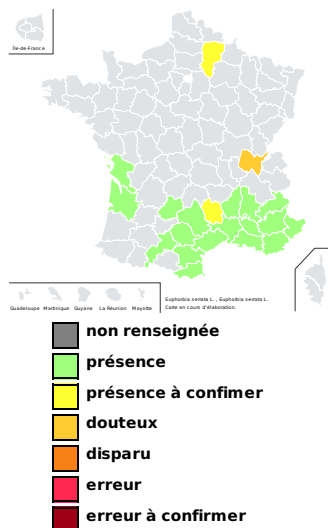 Île-de-France
Guadeloupe Martinique Guyane La Réunion Mayotte
Euphorbia serrata L. , Euphorbia serrata L.
Carte en cours d'élaboration.
non renseignée
présence
présence à confimer
douteux
disparu
erreur
erreur à confirmer